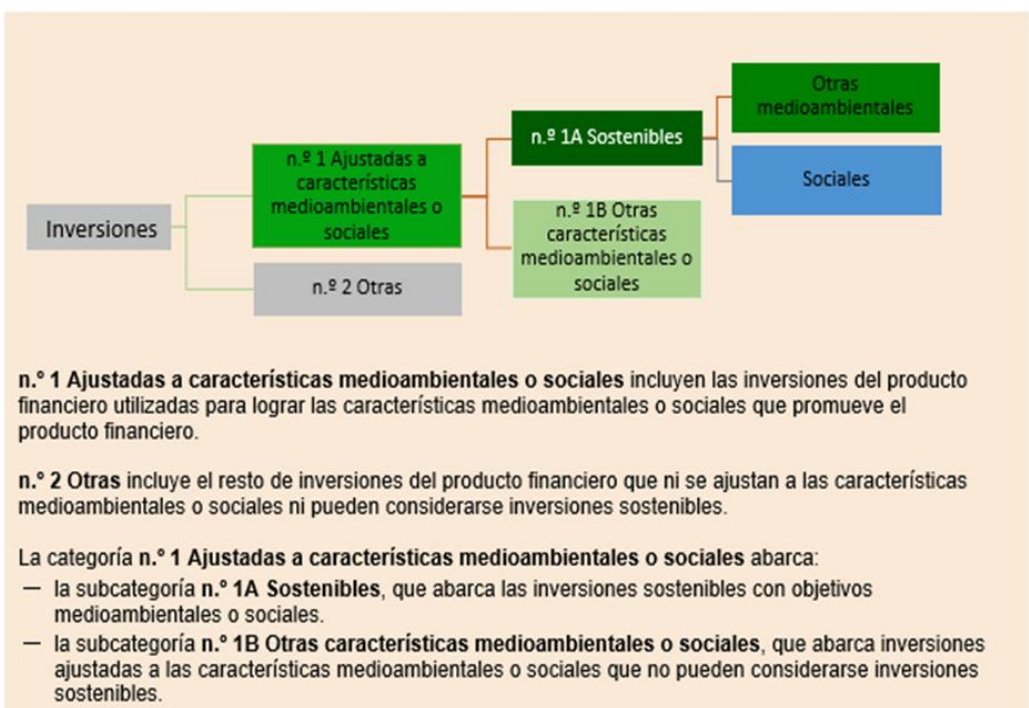 Otras
medioambientales
n.º 1A Sostenibles
n.º 1 Ajustadas a
características
medioambientales o
sociales
Sociales
n.º 1B Otras
características
medioambientales o
sociales
Inversiones
n.º 2 Otras
n.º 1 Ajustadas a características medioambientales o sociales incluyen las inversiones del producto
financiero utilizadas para lograr las características medioambientales o sociales que promueve el
producto financiero.
n.º 2 Otras incluye el resto de inversiones del producto financiero que ni se ajustan a las características
medioambientales o sociales ni pueden considerarse inversiones sostenibles.
La categoría n.º 1 Ajustadas a características medioambientales o sociales abarca:
— la subcategoría n.º 1A Sostenibles, que abarca las inversiones sostenibles con objetivos
medioambientales o sociales.
— la subcategoría n.º 1B Otras características medioambientales o sociales, que abarca inversiones
ajustadas a las características medioambientales o sociales que no pueden considerarse inversiones
sostenibles.